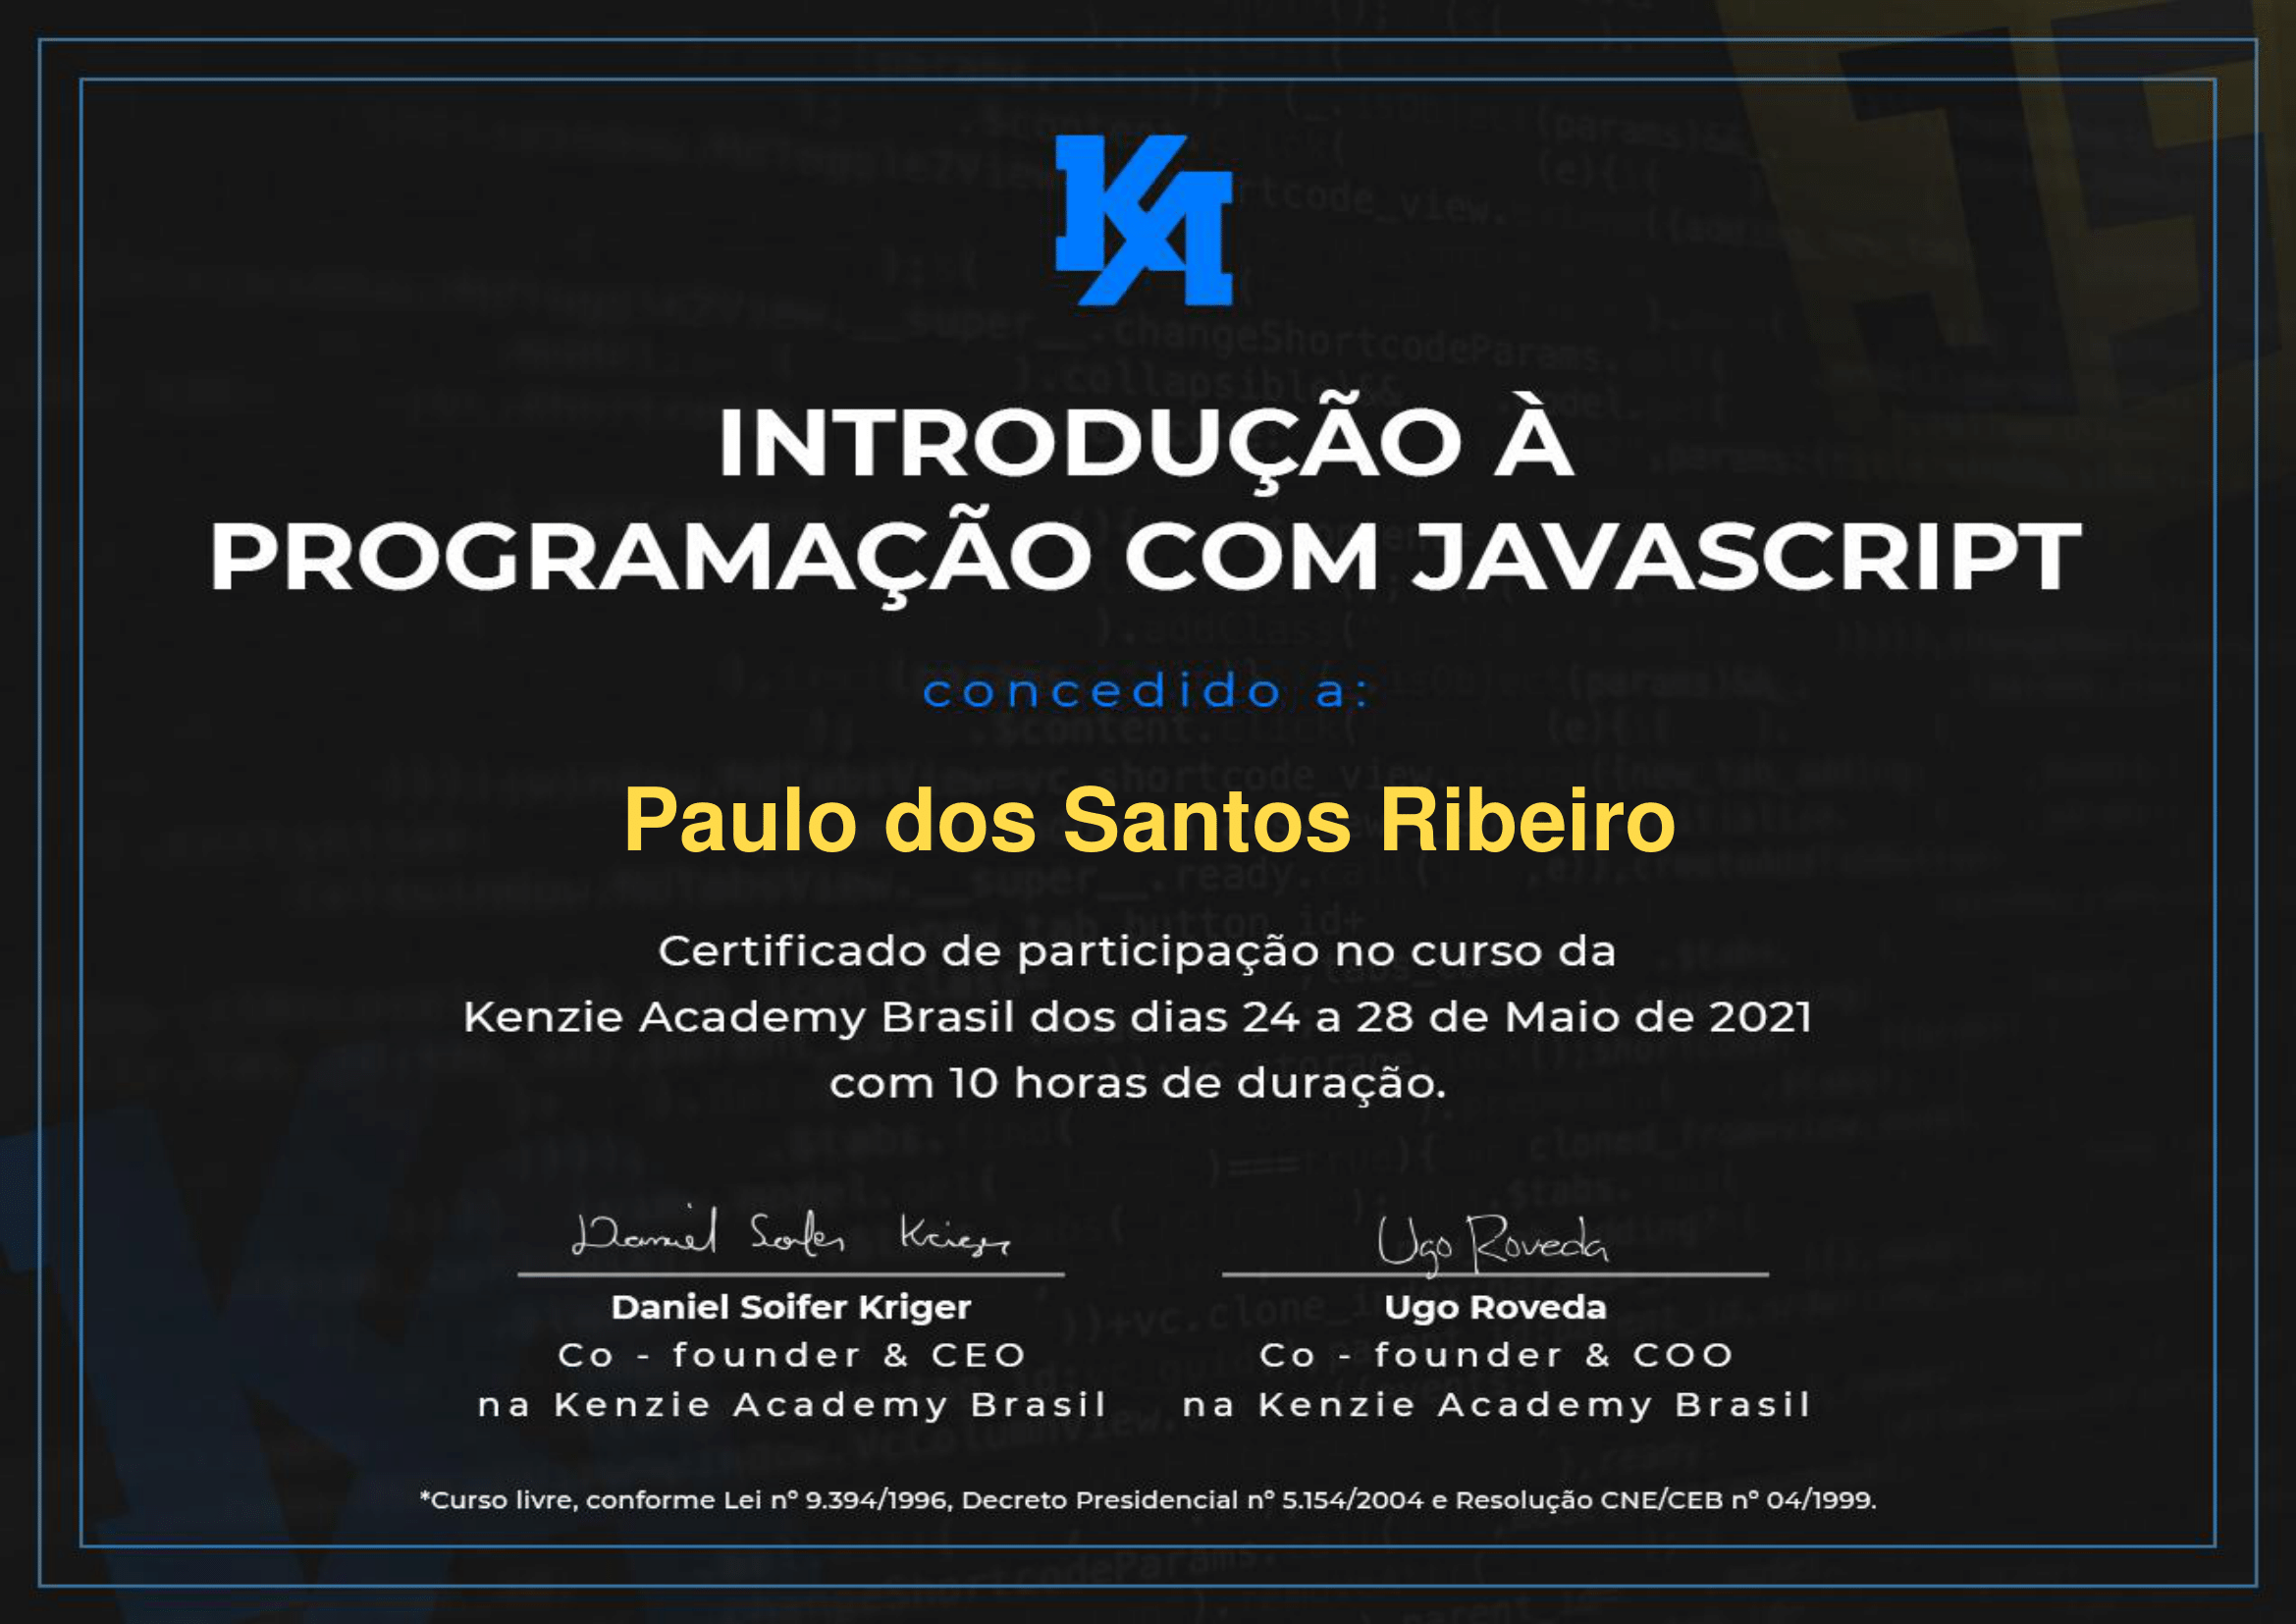 KA
INTRODUÇÃO À
PROGRAMAÇÃO COM JAVASCRIPT
concedido a:
Paulo dos Santos Ribeiro
Certificado de participação no curso da
Kenzie Academy Brasil dos dias 24 a 28 de Maio de 2021
com 10 horas de duração.
Daniel Soifer Kriger Ugo Roveda
Daniel Soifer Kriger Ugo Roveda
Co - founder & CEO Co - founder & COO
na Kenzie Academy Brasil na Kenzie Academy Brasil
*Curso livre, conforme Lei nº 9.394/1996, Decreto Presidencial nº 5.154/2004 e Resolução CNE/CEB nº 04/1999.